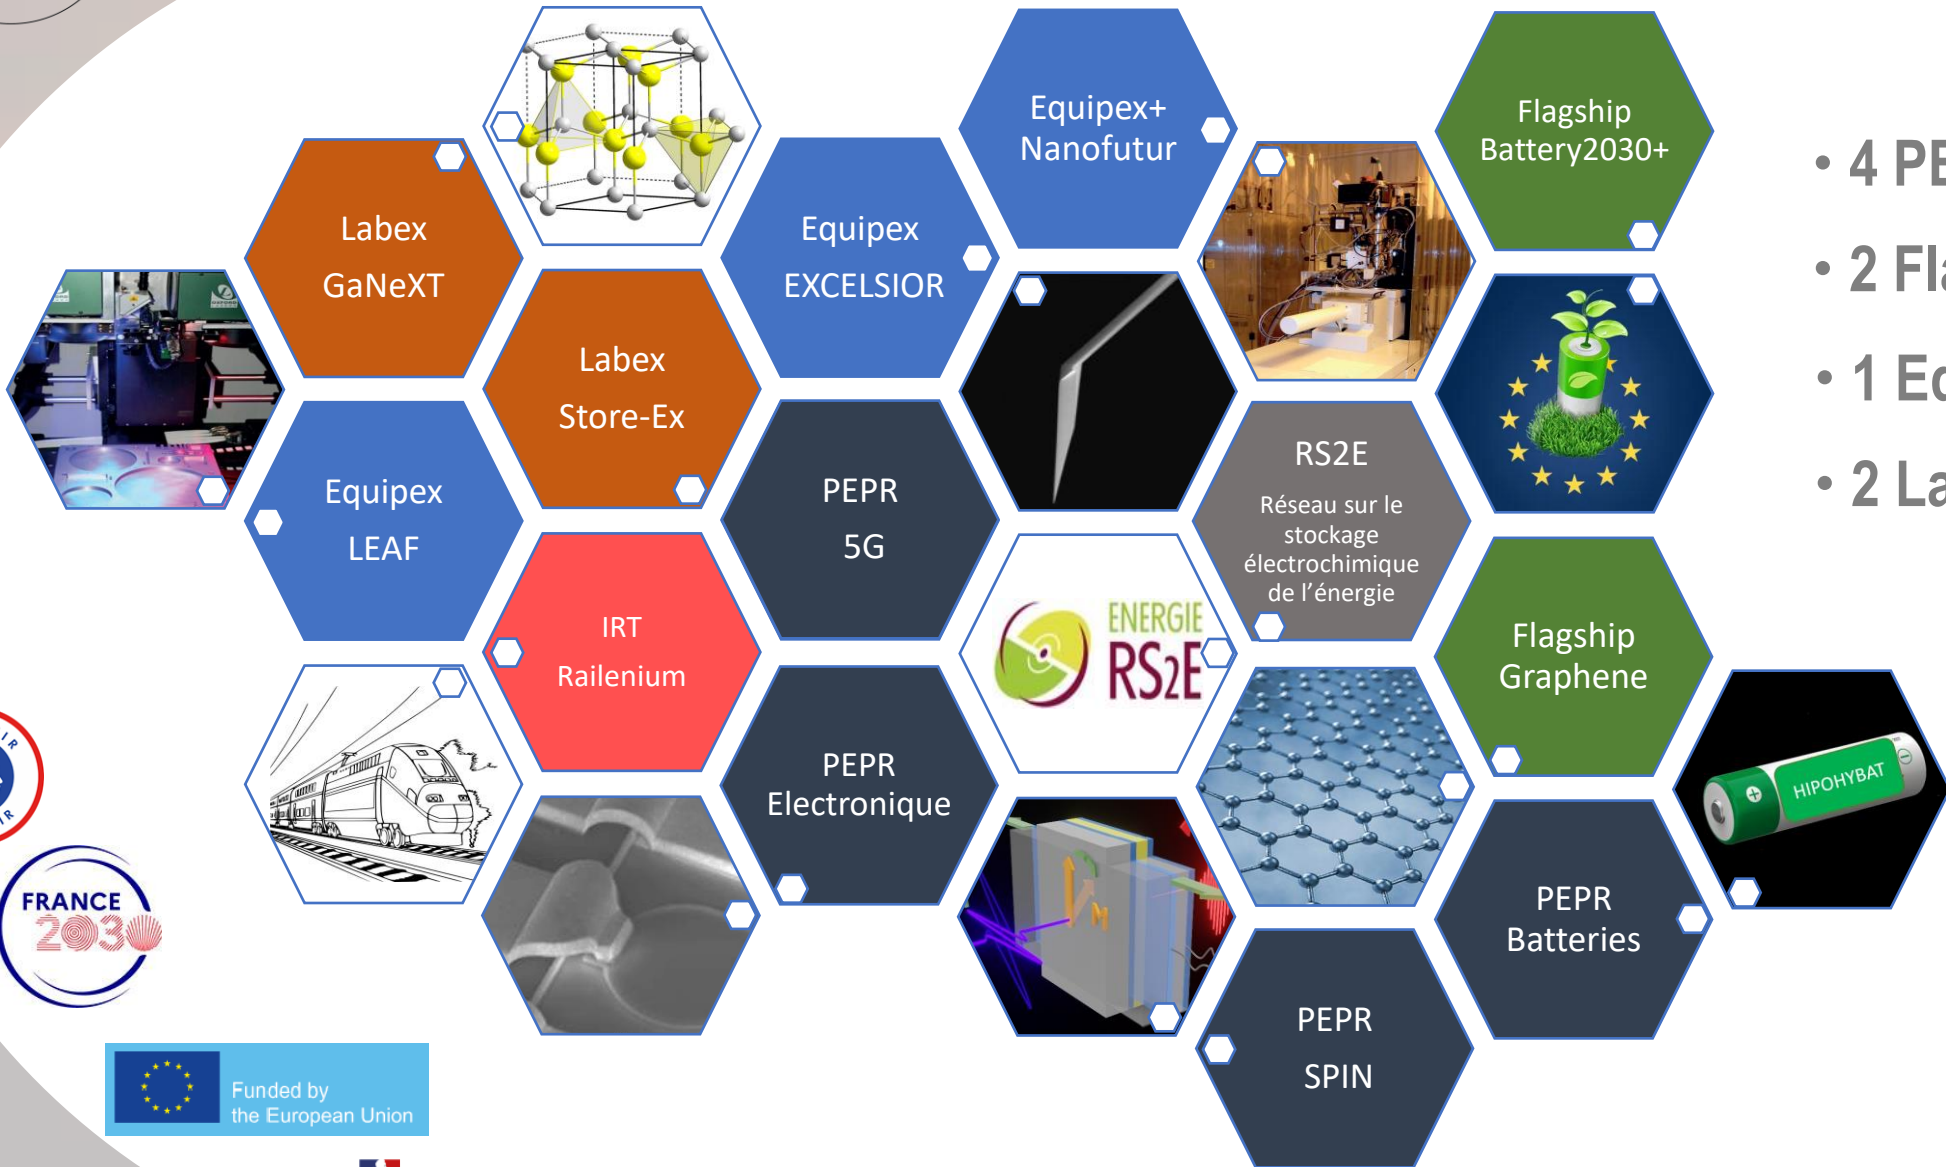 Equipex+
Nanofutur
Flagship
Battery2030+
Labex
GaNeXT
Equipex
EXCELSIOR
Labex
Store-Ex
RS2E
Réseau sur le
stockage
électrochimique
de l’énergie
Equipex
LEAF
PEPR
5G
IRT
Railenium
ENERGIE
RS2E
Flagship
Graphene
PEPR
Electronique
HIPOHYBAT
M
PEPR
Batteries
PEPR
SPIN
• 4 PE
• 2 Fla
• 1 Eq
• 2 La
FRANCE
2030
Funded by
the European Union